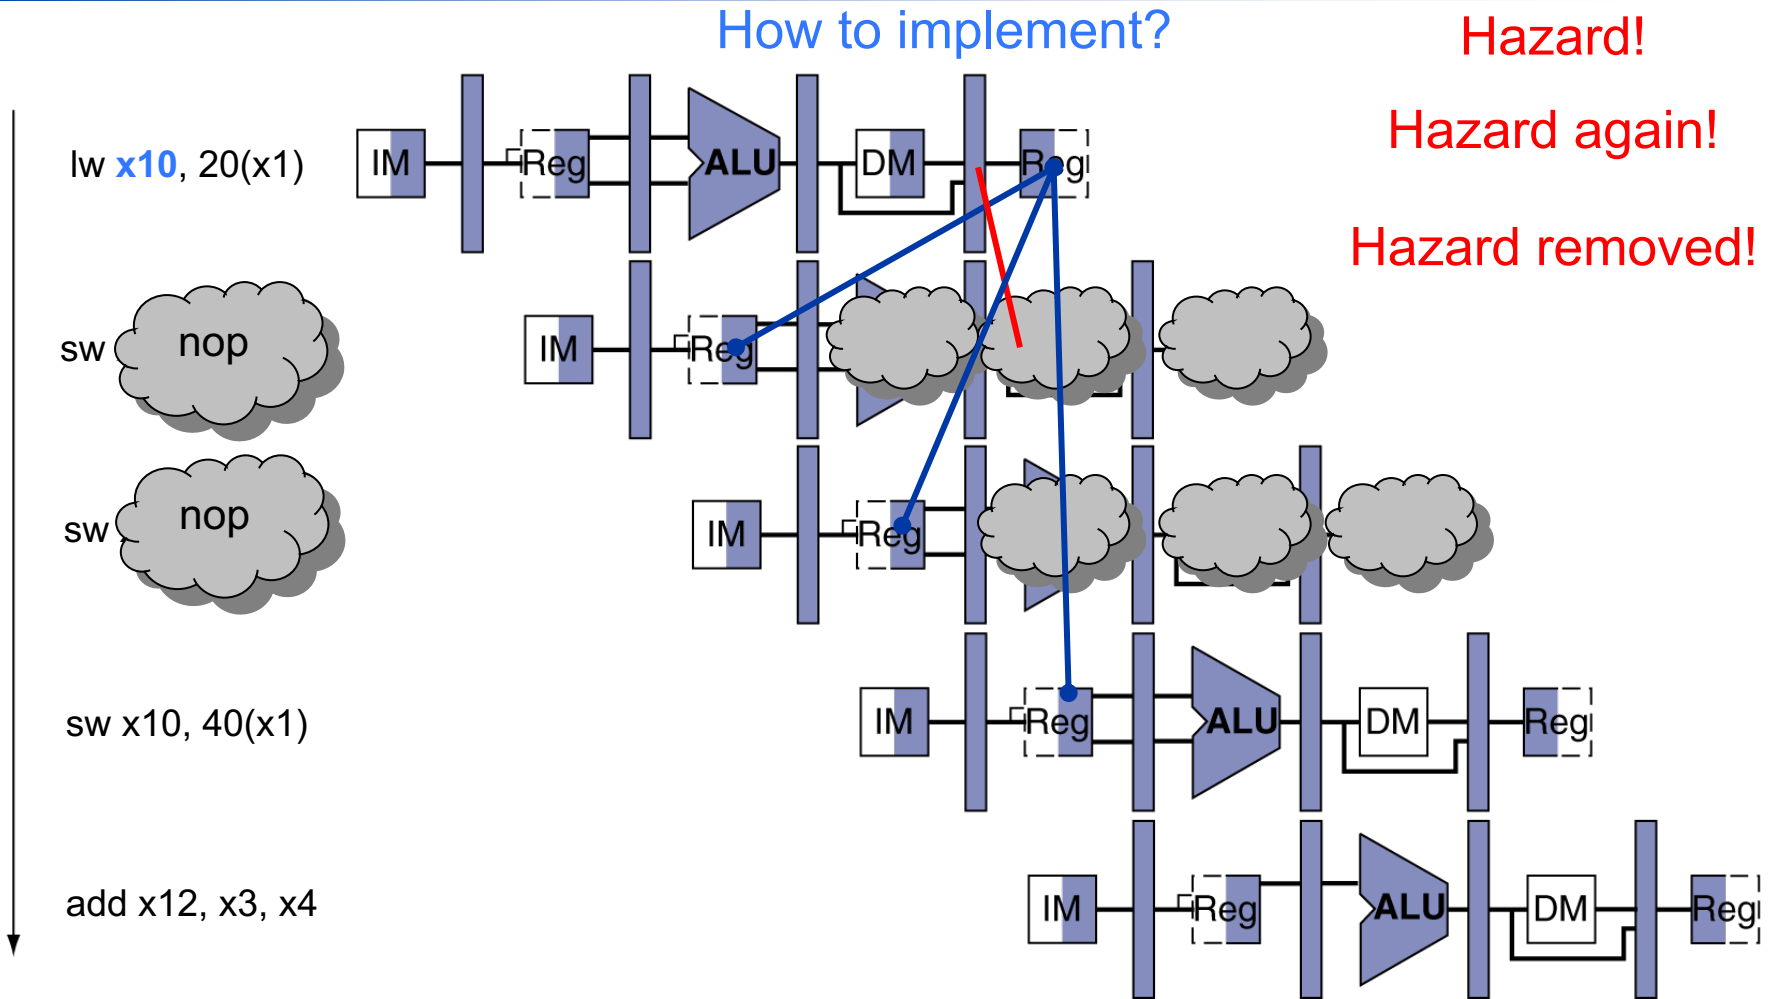 How to implement?
Hazard!
Hazard again!
Hazard removed!
lw x10, 20(x1)
IM Reg ALU DM Reg
sw nop
IM Reg
sw nop
IM Reg
sw x10, 40(x1)
IM Reg ALU DM Reg
add x12, x3, x4
IM Reg ALU DM Reg